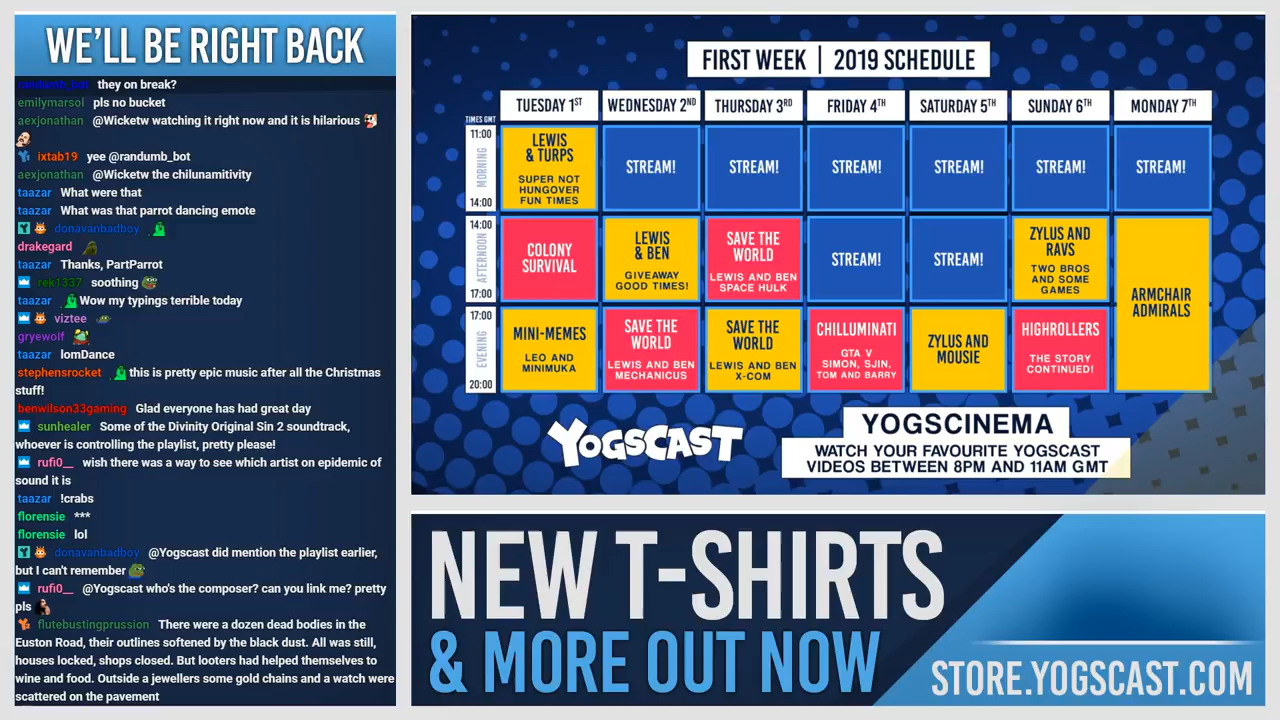 WE'LL BE RIGHT BACK
randumb_bot they on break?
emilymarsol pls no bucket
aexjonathan @Wicketw watching it right now and it is hilarious
ixtab19 yee @randumb_bot
aexjonathan @Wicketw the chilunamitivity
taazar What were that
taazar What was that parrot dancing emote
donavanbadboy
drakegard
taazar Thanks, PartParrot
rek1337 soothing
taazar Wow my typings terrible today
viztee
gryewolf
taazar lomDance
stephensrocket this is pretty epic music after all the Christmas
stuff!
benwilson33gaming Glad everyone has had great day
sunhealer Some of the Divinity Original Sin 2 soundtrack,
whoever is controlling the playlist, pretty please!
rufi0__ wish there was a way to see which artist on epidemic of
sound it is
taazar !crabs
florensie ***
florensie lol
donavanbadboy @Yogscast did mention the playlist earlier,
but I can't remember
rufi0__ @Yogscast who's the composer? can you link me? pretty
pls
flutebustingprussion There were a dozen dead bodies in the
Euston Road, their outlines softened by the black dust. All was still,
houses locked, shops closed. But looters had helped themselves to
wine and food. Outside a jewellers some gold chains and a watch were
scattered on the pavement
FIRST WEEK | 2019 SCHEDULE
TIMES GMT
TUESDAY 1ST
WEDNESDAY 2ND
THURSDAY 3RD
FRIDAY 4TH
SATURDAY 5TH
SUNDAY 6TH
MONDAY 7TH
11:00
MORNING
14:00
LEWIS
& TURPS
SUPER NOT
HUNGOVER
FUN TIMES
STREAM!
STREAM!
STREAM!
STREAM!
STREAM!
STREAM!
14:00
AFTERNOON
17:00
COLONY
SURVIVAL
LEWIS
& BEN
GIVEAWAY
GOOD TIMES!
SAVE THE
WORLD
LEWIS AND BEN
SPACE HULK
STREAM!
STREAM!
ZYLUS AND
RAVS
TWO BROS
AND SOME
GAMES
ARMCHAIR
ADMIRALS
17:00
EVENING
20:00
MINI-MEMES
LEO AND
MINIMUKA
SAVE THE
WORLD
LEWIS AND BEN
MECHANICUS
SAVE THE
WORLD
LEWIS AND BEN
X-COM
CHILLUMINATI
GTA V
SIMON, SJIN,
TOM AND BARRY
ZYLUS AND
MOUSIE
HIGHROLLERS
THE STORY
CONTINUED!
YOGSCAST
YOGSCINEMA
WATCH YOUR FAVOURITE YOGSCAST
VIDEOS BETWEEN 8PM AND 11AM GMT
NEW T-SHIRTS
& MORE OUT NOW
STORE.YOGSCAST.COM